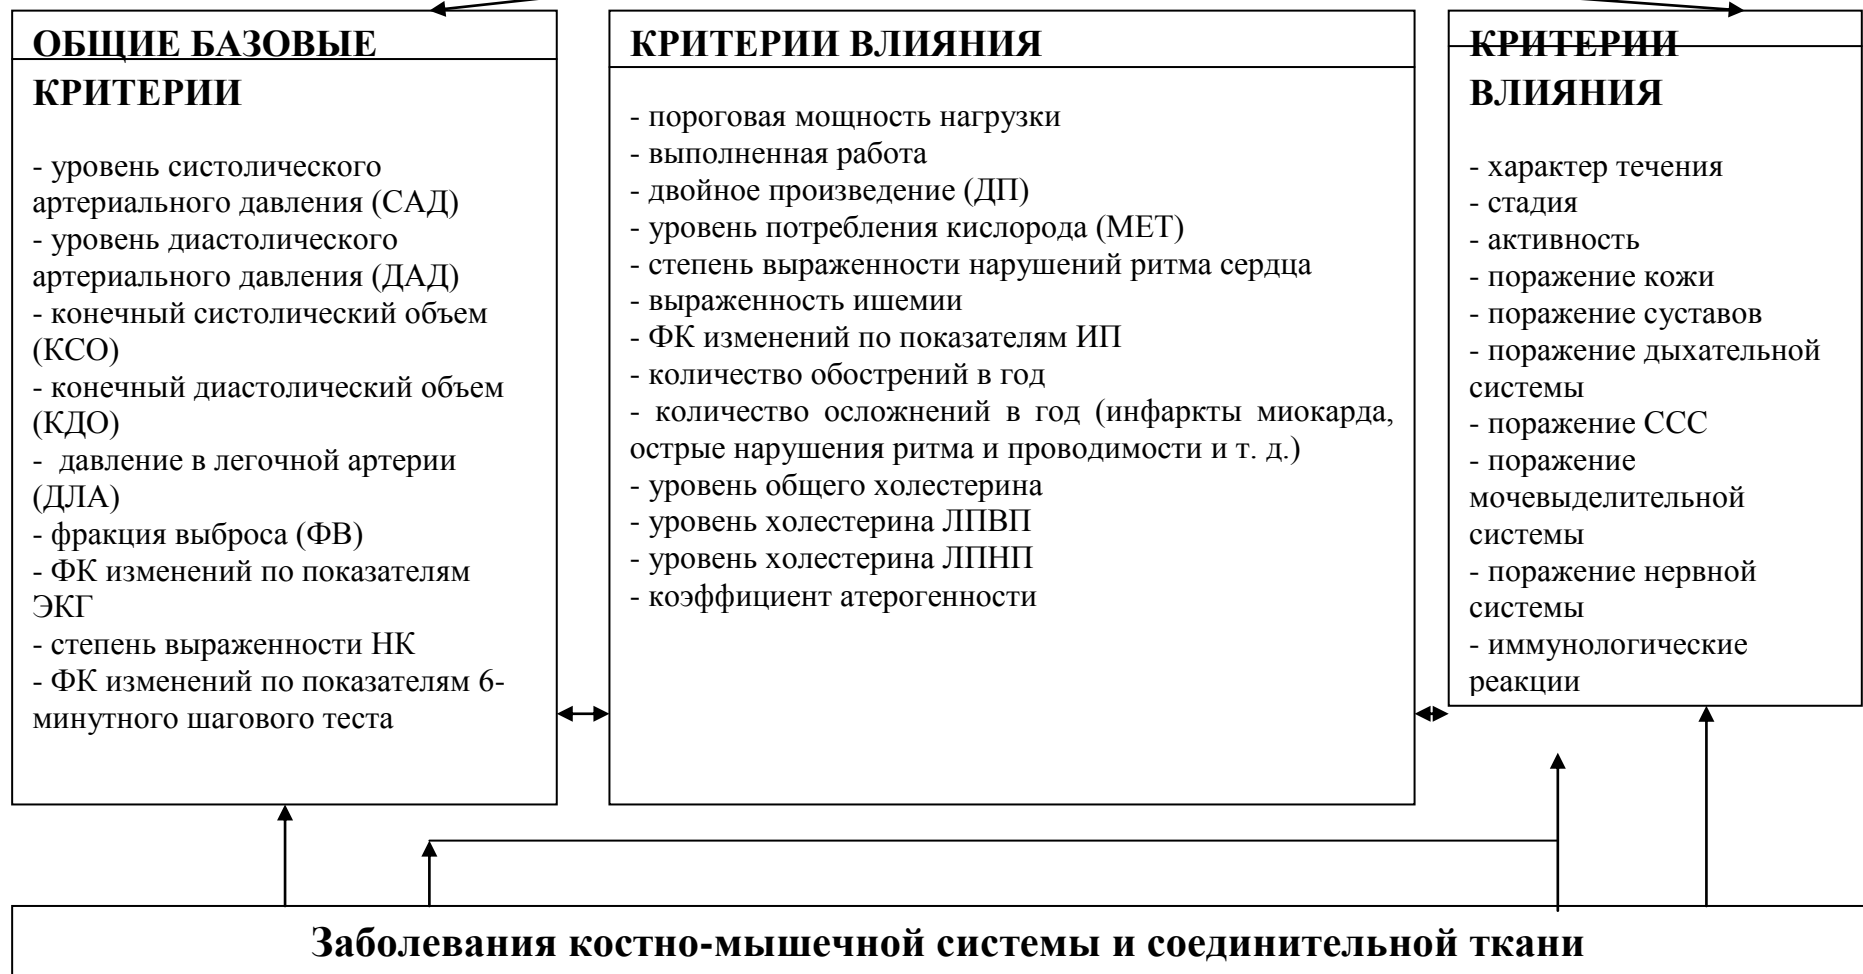 ОБЩИЕ БАЗОВЫЕ
КРИТЕРИИ
- уровень систолического
артериального давления (САД)
- уровень диастолического
артериального давления (ДАД)
- конечный систолический объем
(КСО)
- конечный диастолический объем
(КДО)
- давление в легочной артерии
(ДЛА)
- фракция выброса (ФВ)
- ФК изменений по показателям
ЭКГ
- степень выраженности НК
- ФК изменений по показателям 6-
минутного шагового теста
КРИТЕРИИ ВЛИЯНИЯ
- пороговая мощность нагрузки
- выполненная работа
- двойное произведение (ДП)
- уровень потребления кислорода (МЕТ)
- степень выраженности нарушений ритма сердца
- выраженность ишемии
- ФК изменений по показателям ИП
- количество обострений в год
- количество осложнений в год (инфаркты миокарда,
острые нарушения ритма и проводимости и т. д.)
- уровень общего холестерина
- уровень холестерина ЛПВП
- уровень холестерина ЛПНП
- коэффициент атерогенности
КРИТЕРИИ
ВЛИЯНИЯ
- характер течения
- стадия
- активность
- поражение кожи
- поражение суставов
- поражение дыхательной
системы
- поражение ССС
- поражение
мочевыделительной
системы
- поражение нервной
системы
- иммунологические
реакции
Заболевания костно-мышечной системы и соединительной ткани